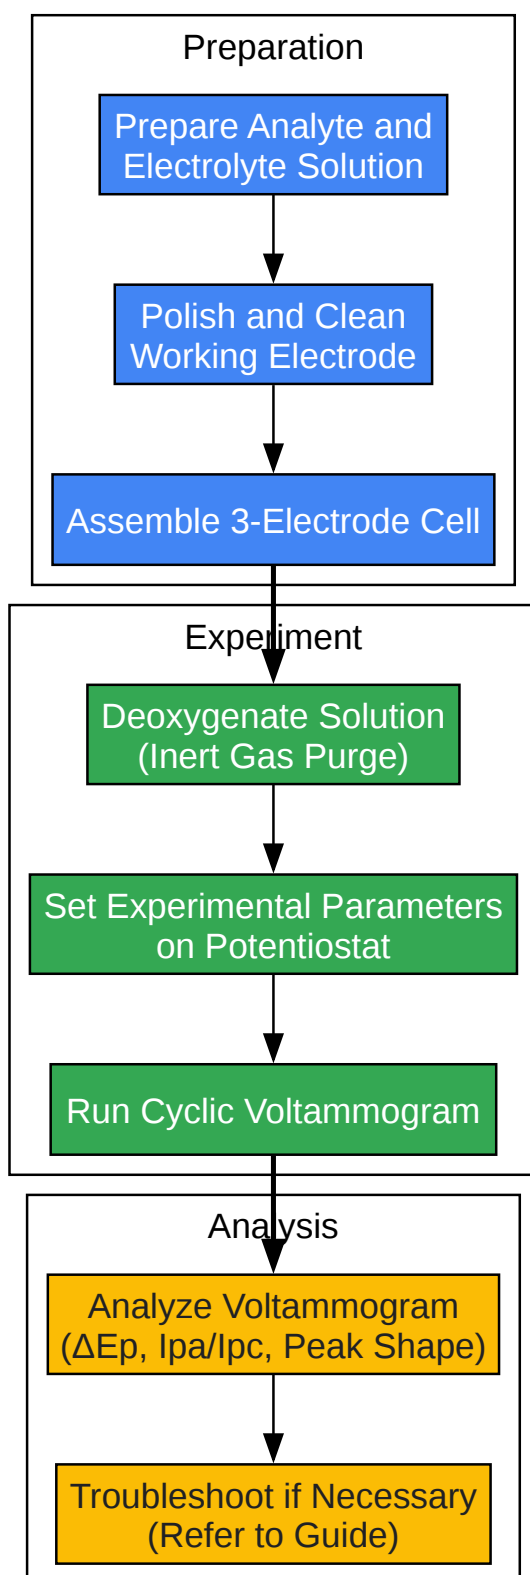 Preparation
Prepare Analyte and
Electrolyte Solution
Polish and Clean
Working Electrode
Assemble 3-Electrode Cell
Experiment
Deoxygenate Solution
(Inert Gas Purge)
Set Experimental Parameters
on Potentiostat
Run Cyclic Voltammogram
Analysis
Analyze Voltammogram
(ΔEp, Ipa/Ipc, Peak Shape)
Troubleshoot if Necessary
(Refer to Guide)